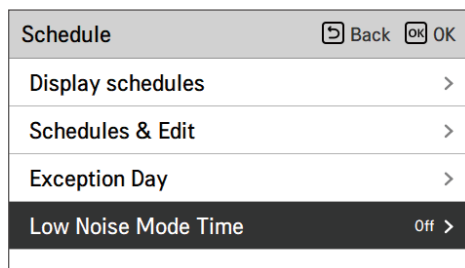 Schedule Back OK OK
Display schedules >
Schedules & Edit >
Exception Day >
Low Noise Mode Time Off >